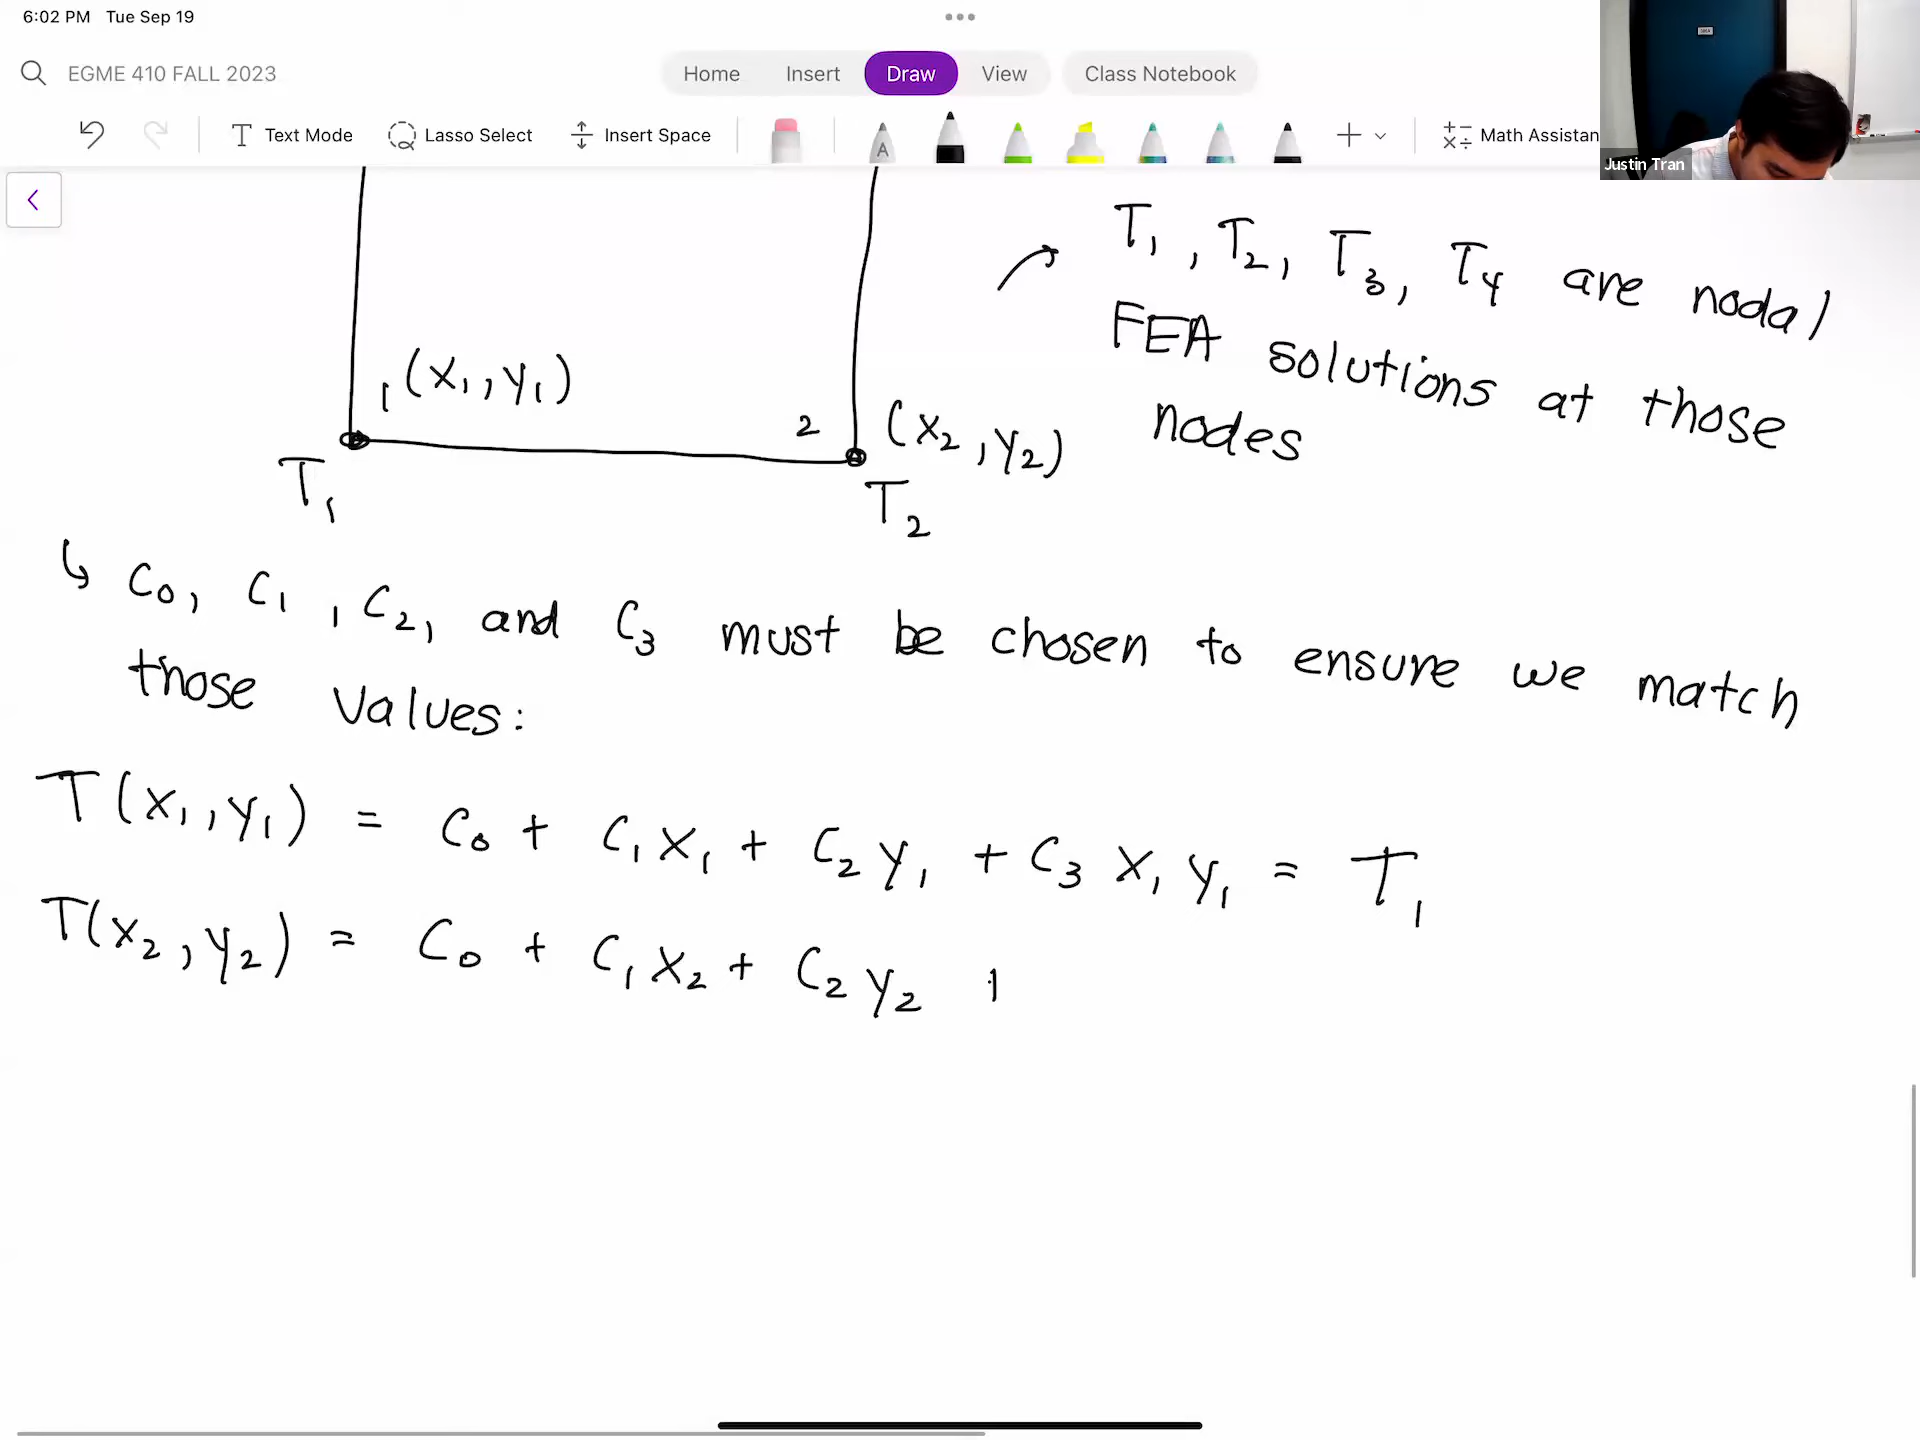 6:02 PM Tue Sep 19
EGME 410 FALL 2023
Home Insert Draw View Class Notebook
Text Mode Lasso Select Insert Space A Math Assistan
Justin Tran
T₁, T₂, T₃, T₄ are nodal
FEA solutions at those
nodes
1 (x₁, y₁)
2 (x₂, y₂)
T₁
T₂
↳ C₀, C₁, C₂, and C₃ must be chosen to ensure we match
those values:
T(x₁, y₁) = C₀ + C₁x₁ + C₂y₁ + C₃x₁y₁ = T₁
T(x₂, y₂) = C₀ + C₁x₂ + C₂y₂